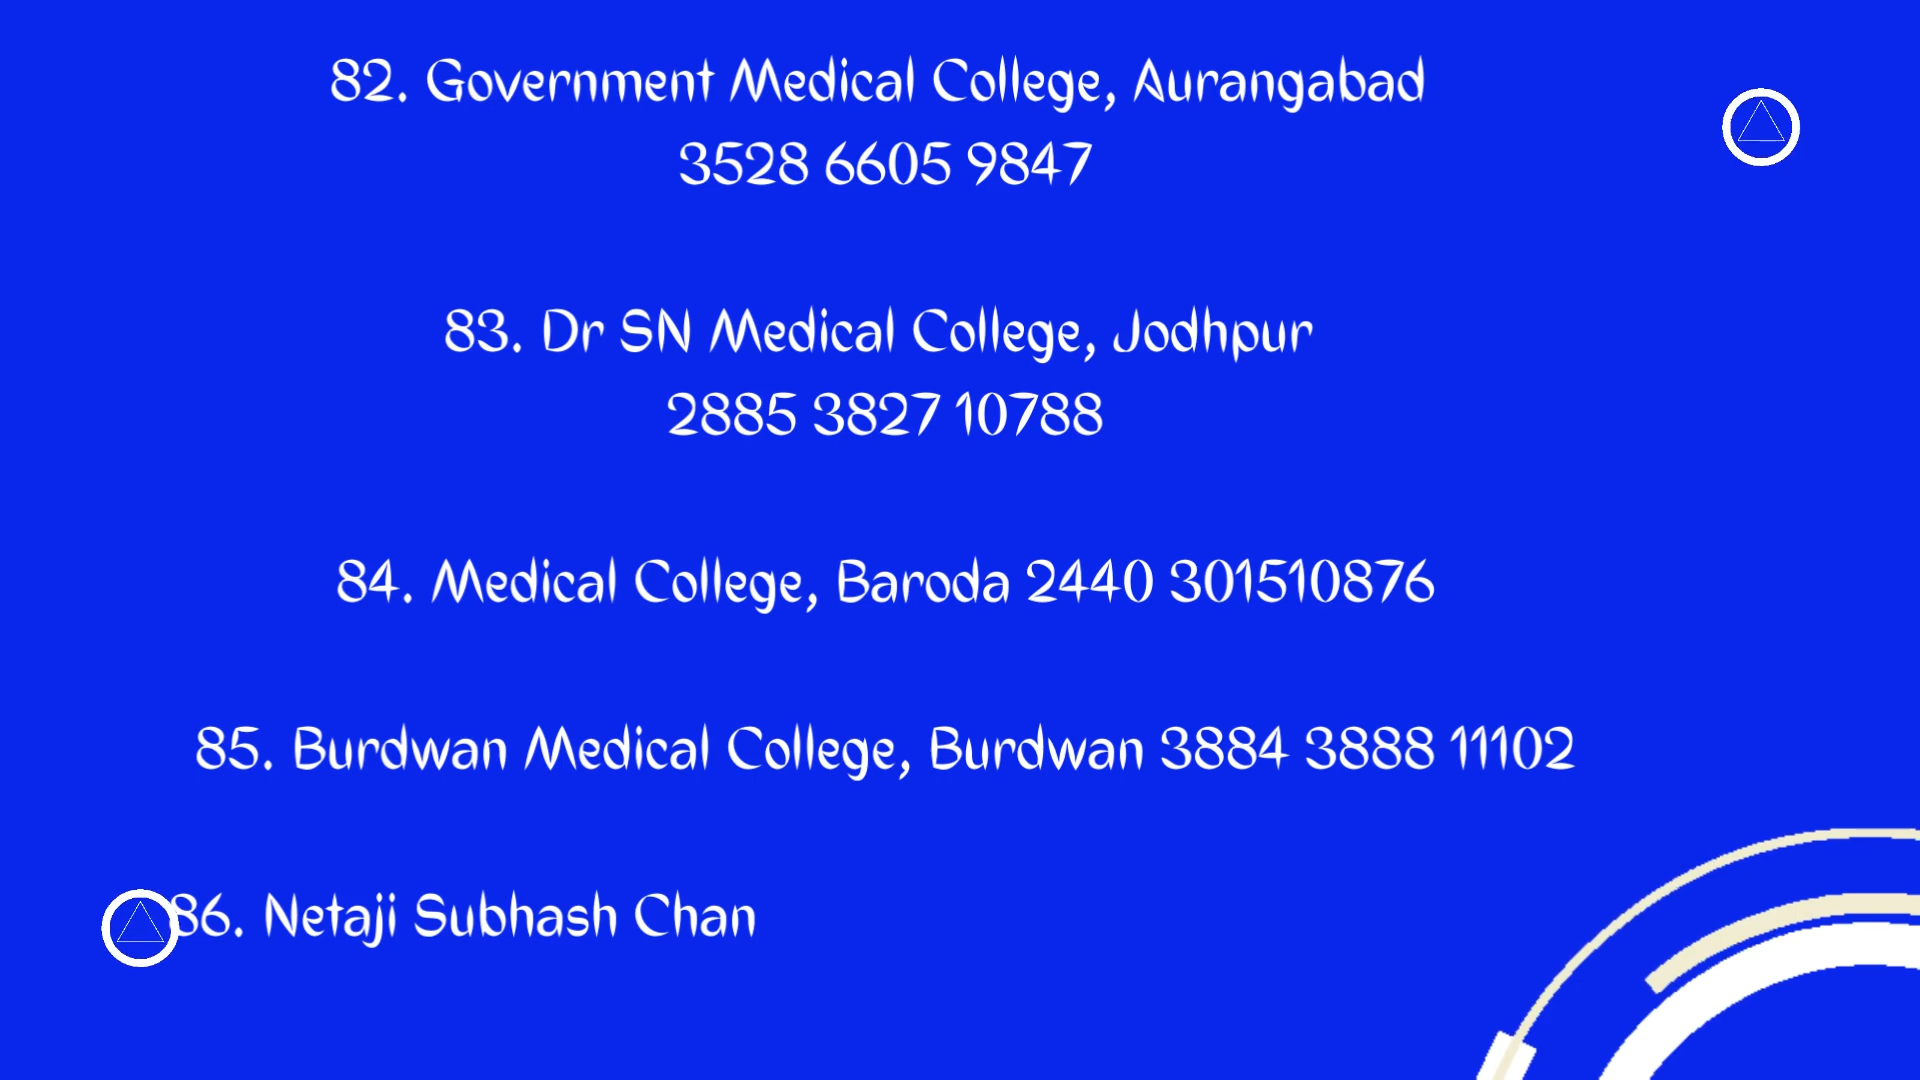 82. Government Medical College, Aurangabad
3528 6605 9847
83. Dr SN Medical College, Jodhpur
2885 3827 10788
84. Medical College, Baroda 2440 301510876
85. Burdwan Medical College, Burdwan 3884 3888 11102
86. Netaji Subhash Chan